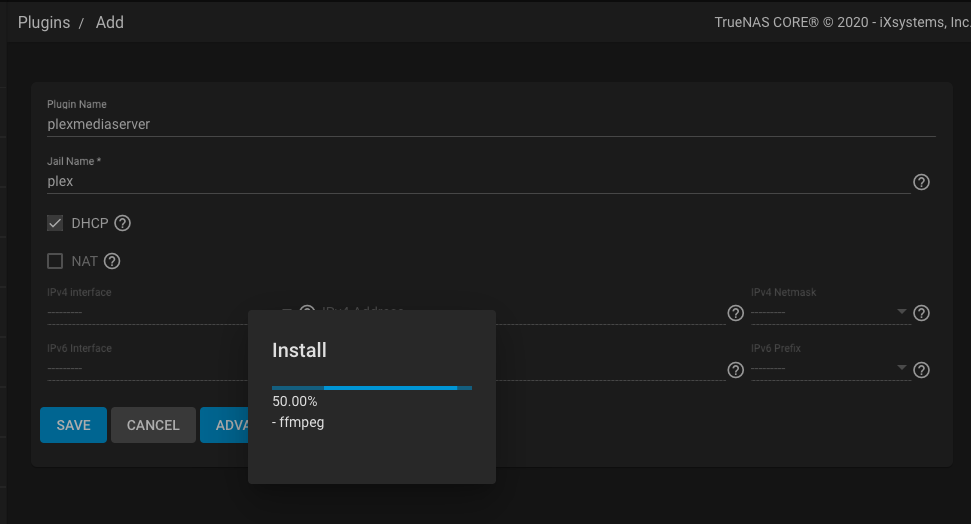 Plugins / Add
TrueNAS CORE® © 2020 - iXsystems, Inc.
Plugin Name
plexmediaserver
Jail Name *
plex
DHCP
NAT
IPv4 interface
IPv4 Address
IPv4 Netmask
---------
---------
IPv6 Interface
IPv6 Prefix
---------
---------
SAVE
CANCEL
ADVA
Install
50.00%
- ffmpeg